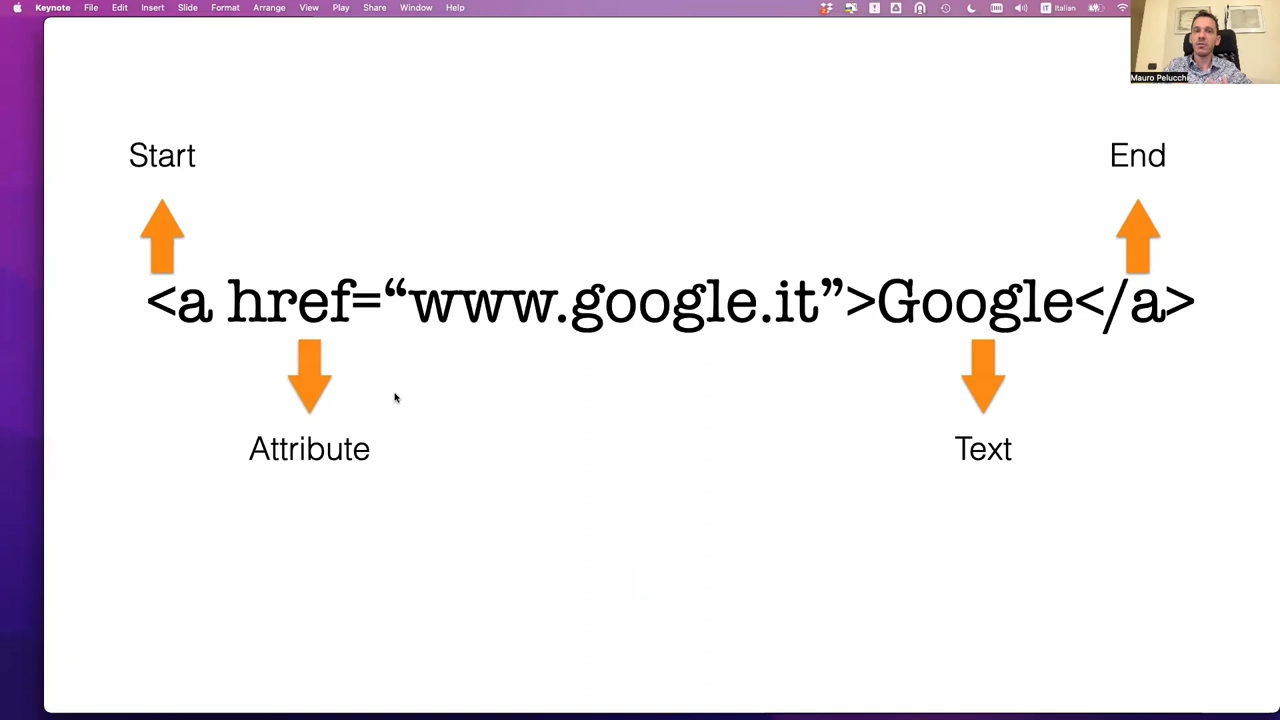 Keynote File Edit Insert Slide Format Arrange View Play Share Window Help Italian
Mauro Pelucchi
Start
End
<a href=“www.google.it”>Google</a>
Attribute
Text